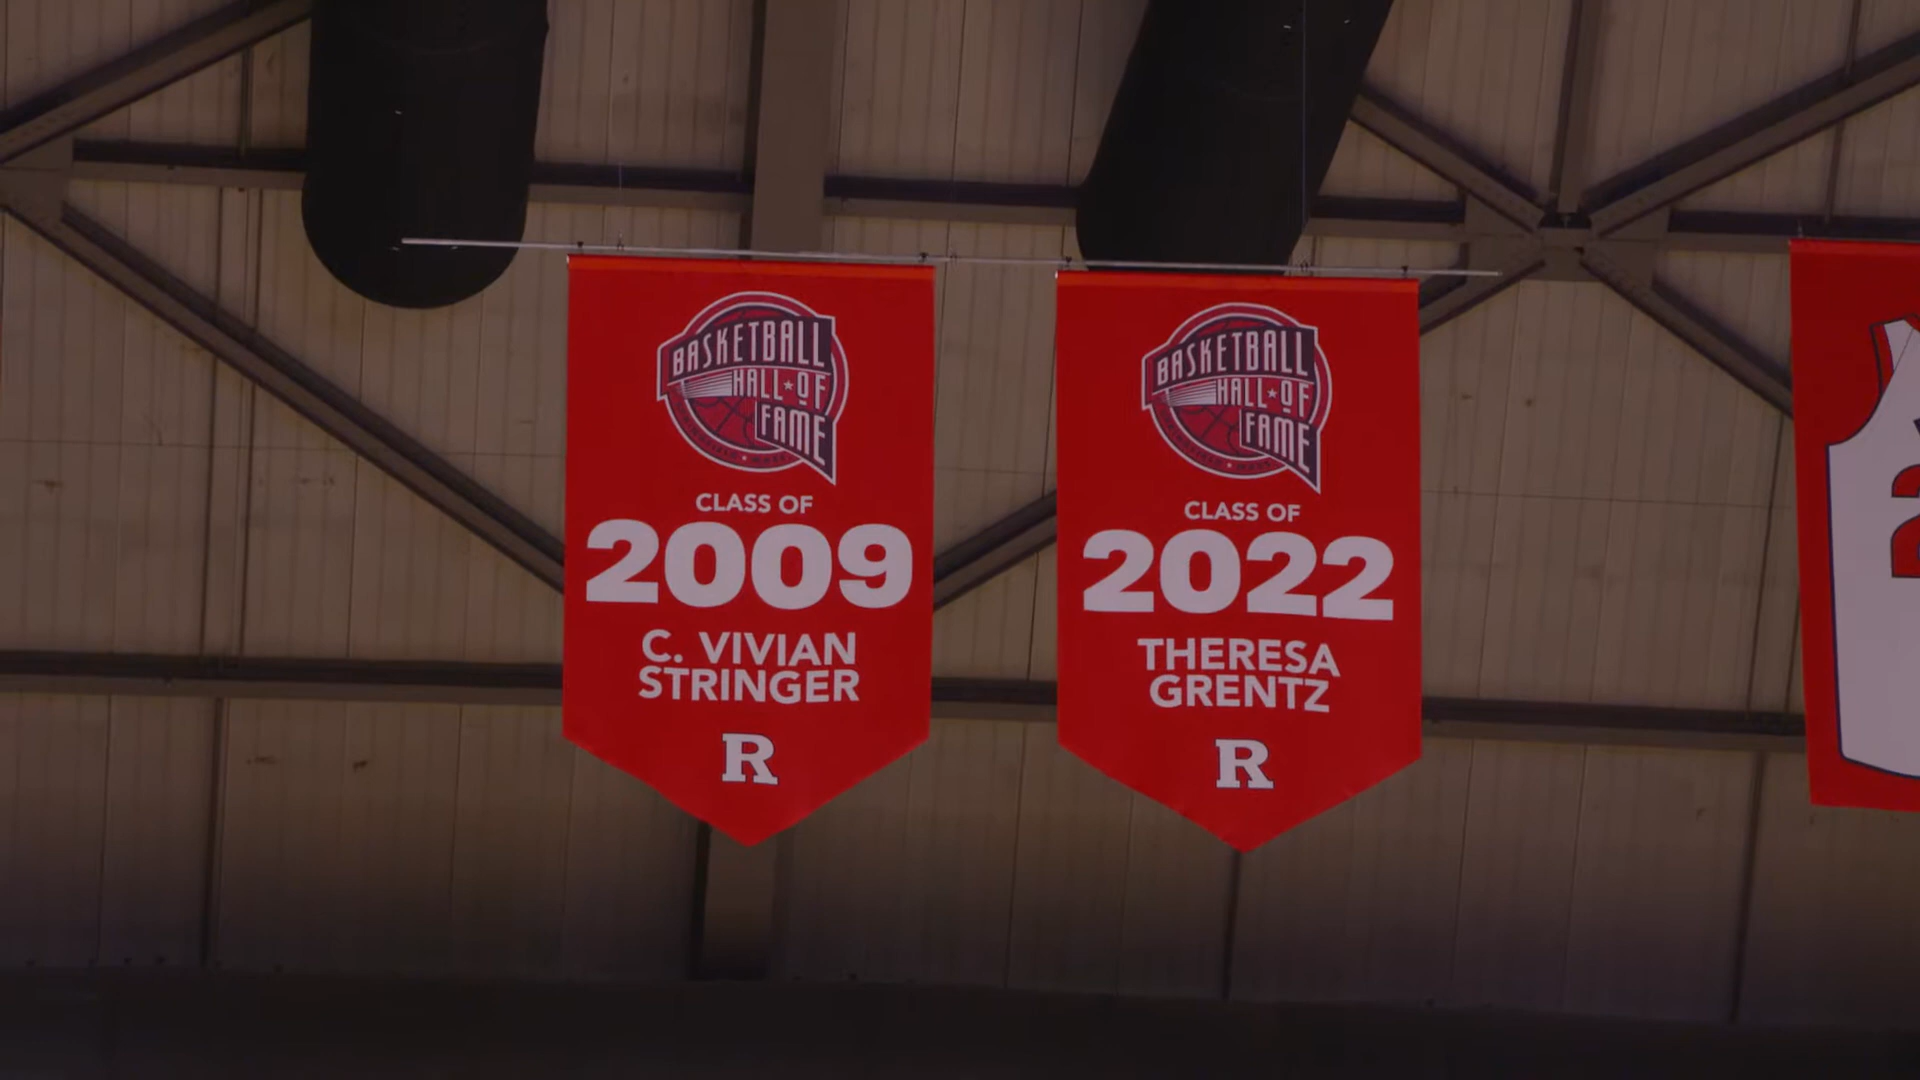 BASKETBALL
HALL★OF
FAME
CLASS OF
2009
C. VIVIAN
STRINGER
R
BASKETBALL
HALL★OF
FAME
CLASS OF
2022
THERESA
GRENTZ
R